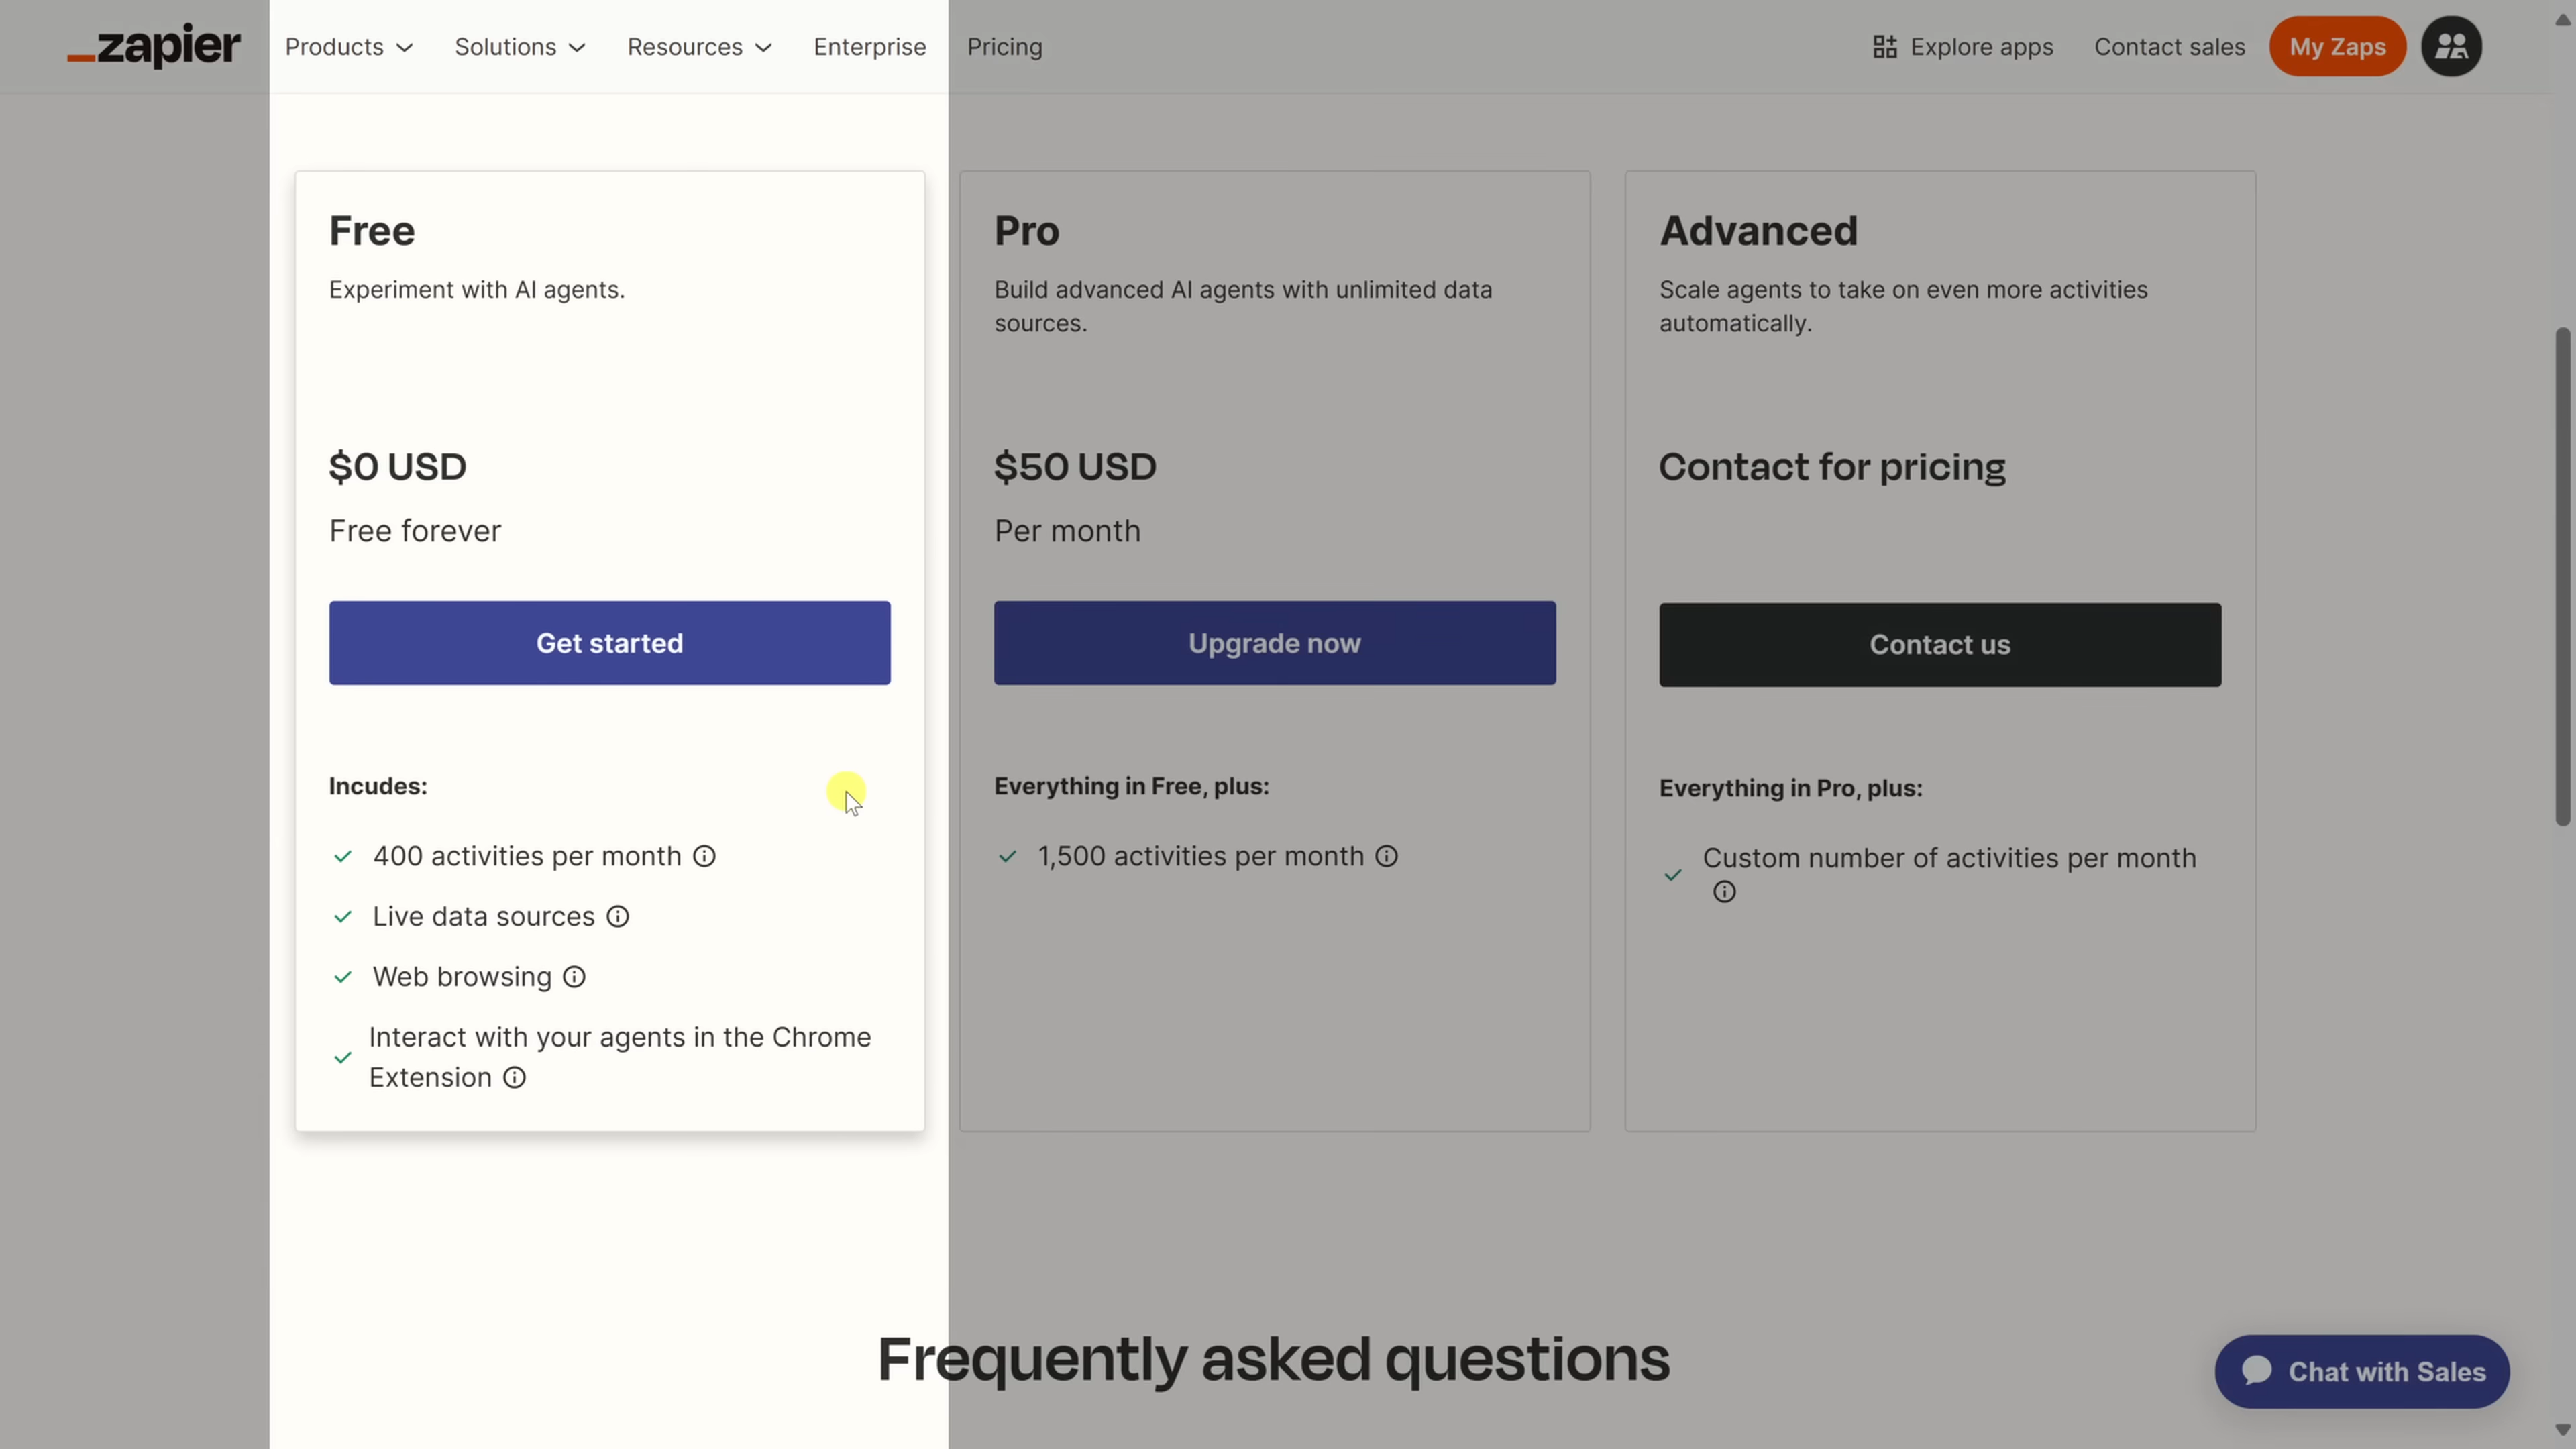 zapier
Products
Solutions
Resources
Enterprise
Pricing
Explore apps
Contact sales
My Zaps
Free
Experiment with AI agents.
$0 USD
Free forever
Get started
Incudes:
400 activities per month
Live data sources
Web browsing
Interact with your agents in the Chrome
Extension
Pro
Build advanced AI agents with unlimited data
sources.
$50 USD
Per month
Upgrade now
Everything in Free, plus:
1,500 activities per month
Advanced
Scale agents to take on even more activities
automatically.
Contact for pricing
Contact us
Everything in Pro, plus:
Custom number of activities per month
Frequently asked questions
Chat with Sales